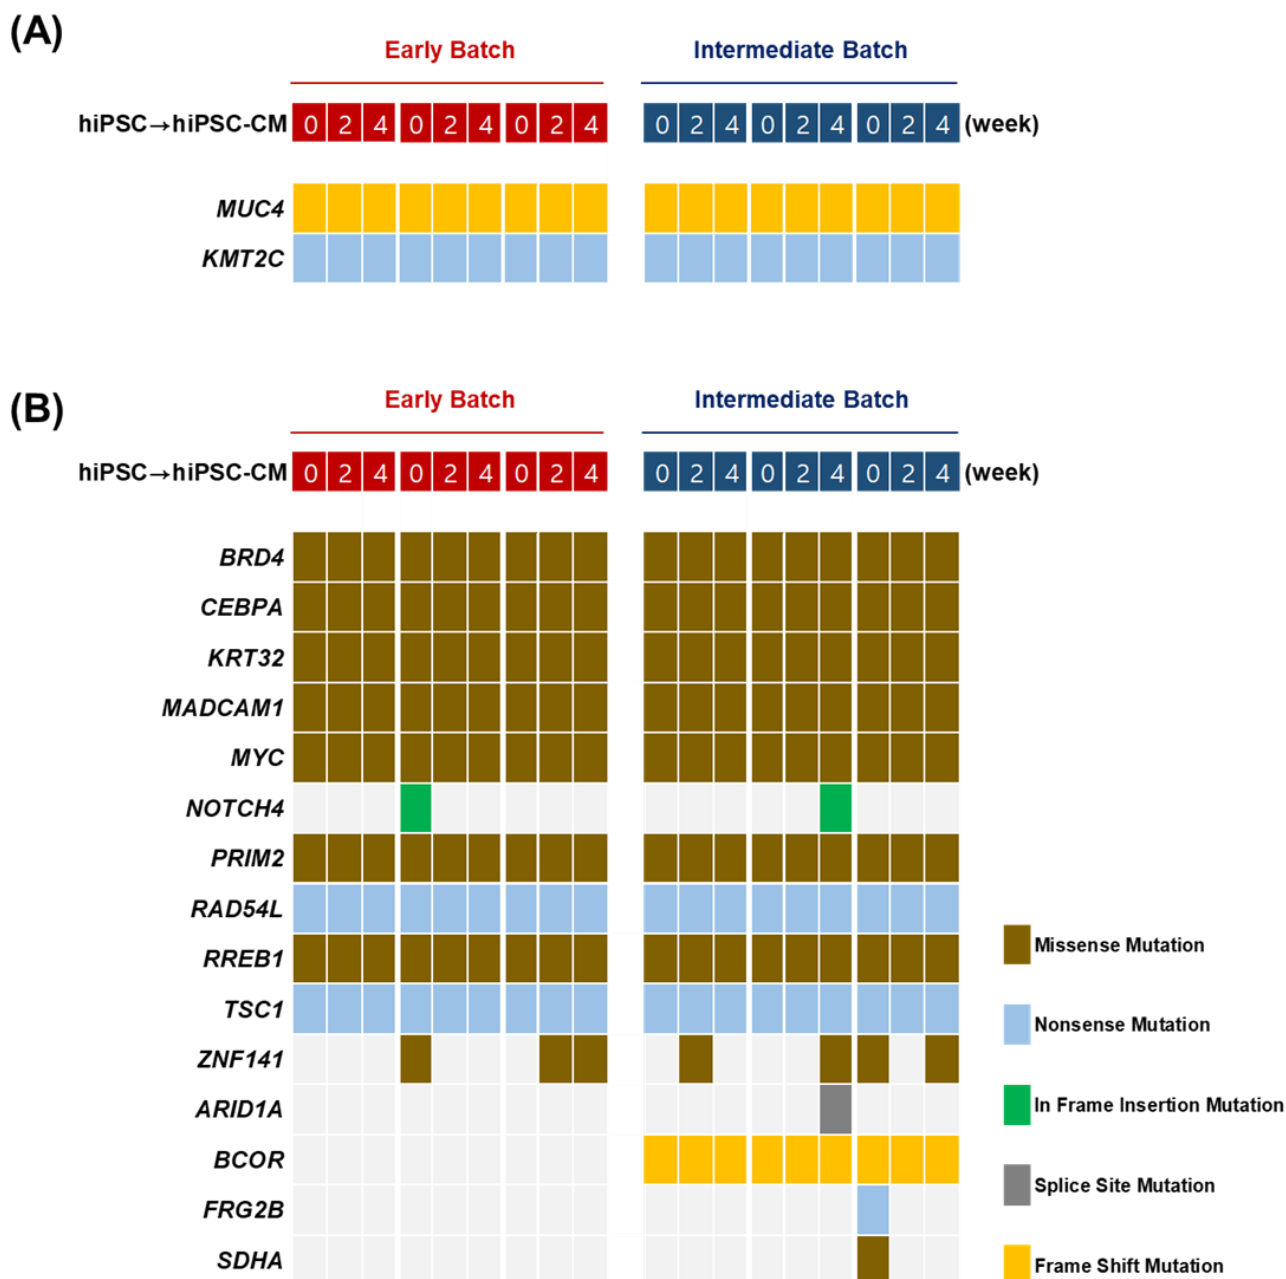 (A)
Early Batch Intermediate Batch
hiPSC→hiPSC-CM 0 2 4 0 2 4 0 2 4 0 2 4 0 2 4 0 2 4 (week)
MUC4
KMT2C
(B)
Early Batch Intermediate Batch
hiPSC→hiPSC-CM 0 2 4 0 2 4 0 2 4 0 2 4 0 2 4 0 2 4 (week)
BRD4
CEBPA
KRT32
MADCAM1
MYC
NOTCH4
PRIM2
RAD54L
RREB1
TSC1
ZNF141
ARID1A
BCOR
FRG2B
SDHA
Missense Mutation
Nonsense Mutation
In Frame Insertion Mutation
Splice Site Mutation
Frame Shift Mutation